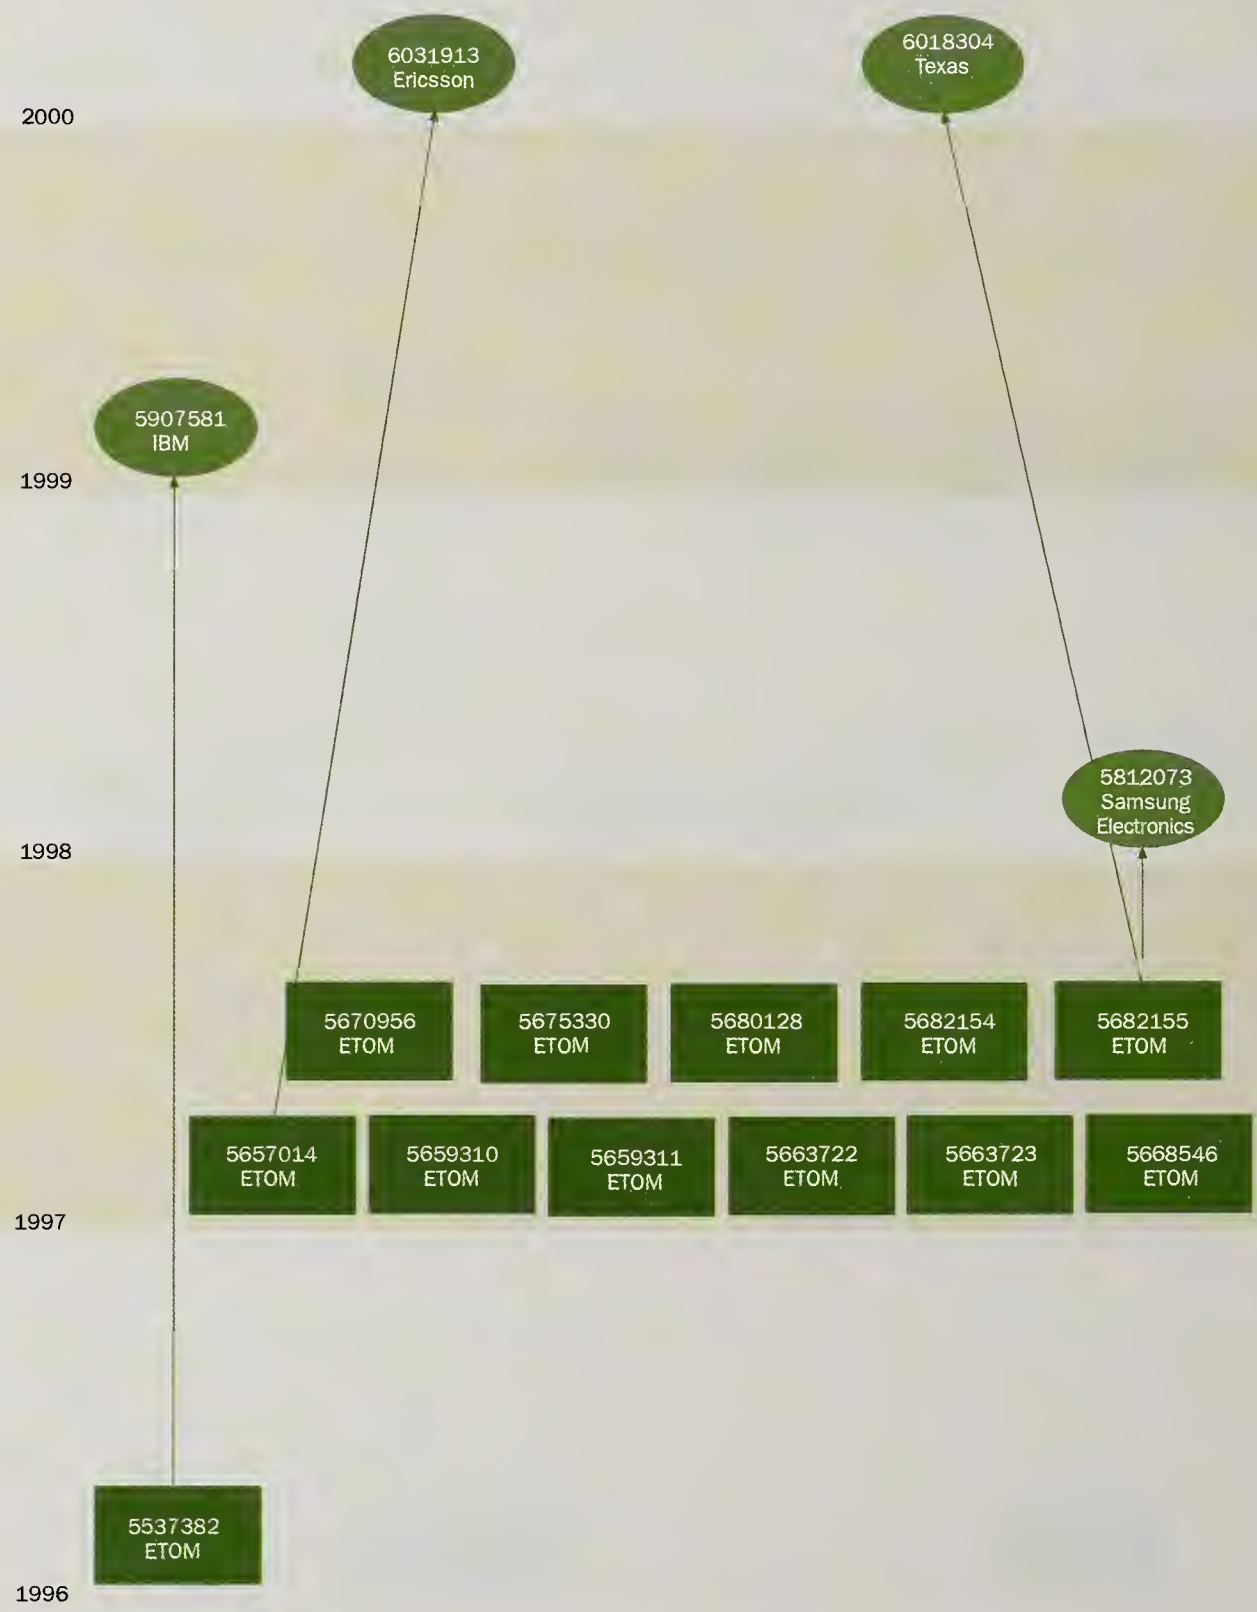 6031913
Ericsson
6018304
Texas
2000
5907581
IBM
1999
5812073
Samsung
Electronics
1998
5670956
ETOM
5675330
ETOM
5680128
ETOM
5682154
ETOM
5682155
ETOM
5657014
ETOM
5659310
ETOM
5659311
ETOM
5663722
ETOM
5663723
ETOM
5668546
ETOM
1997
5537382
ETOM
1996